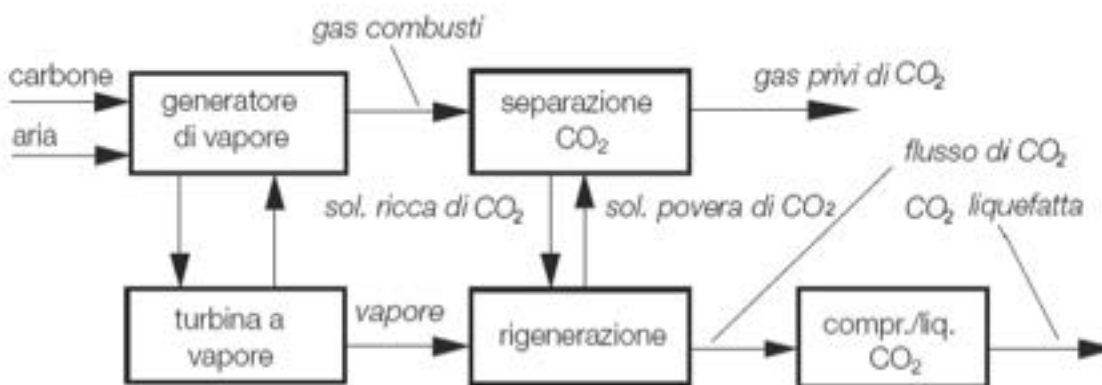 gas combusti
carbone
generatore
di vapore
separazione
CO₂
gas privi di CO₂
aria
flusso di CO₂
sol. ricca di CO₂
sol. povera di CO₂
CO₂ liquefatta
turbina a
vapore
vapore
rigenerazione
compr./liq.
CO₂